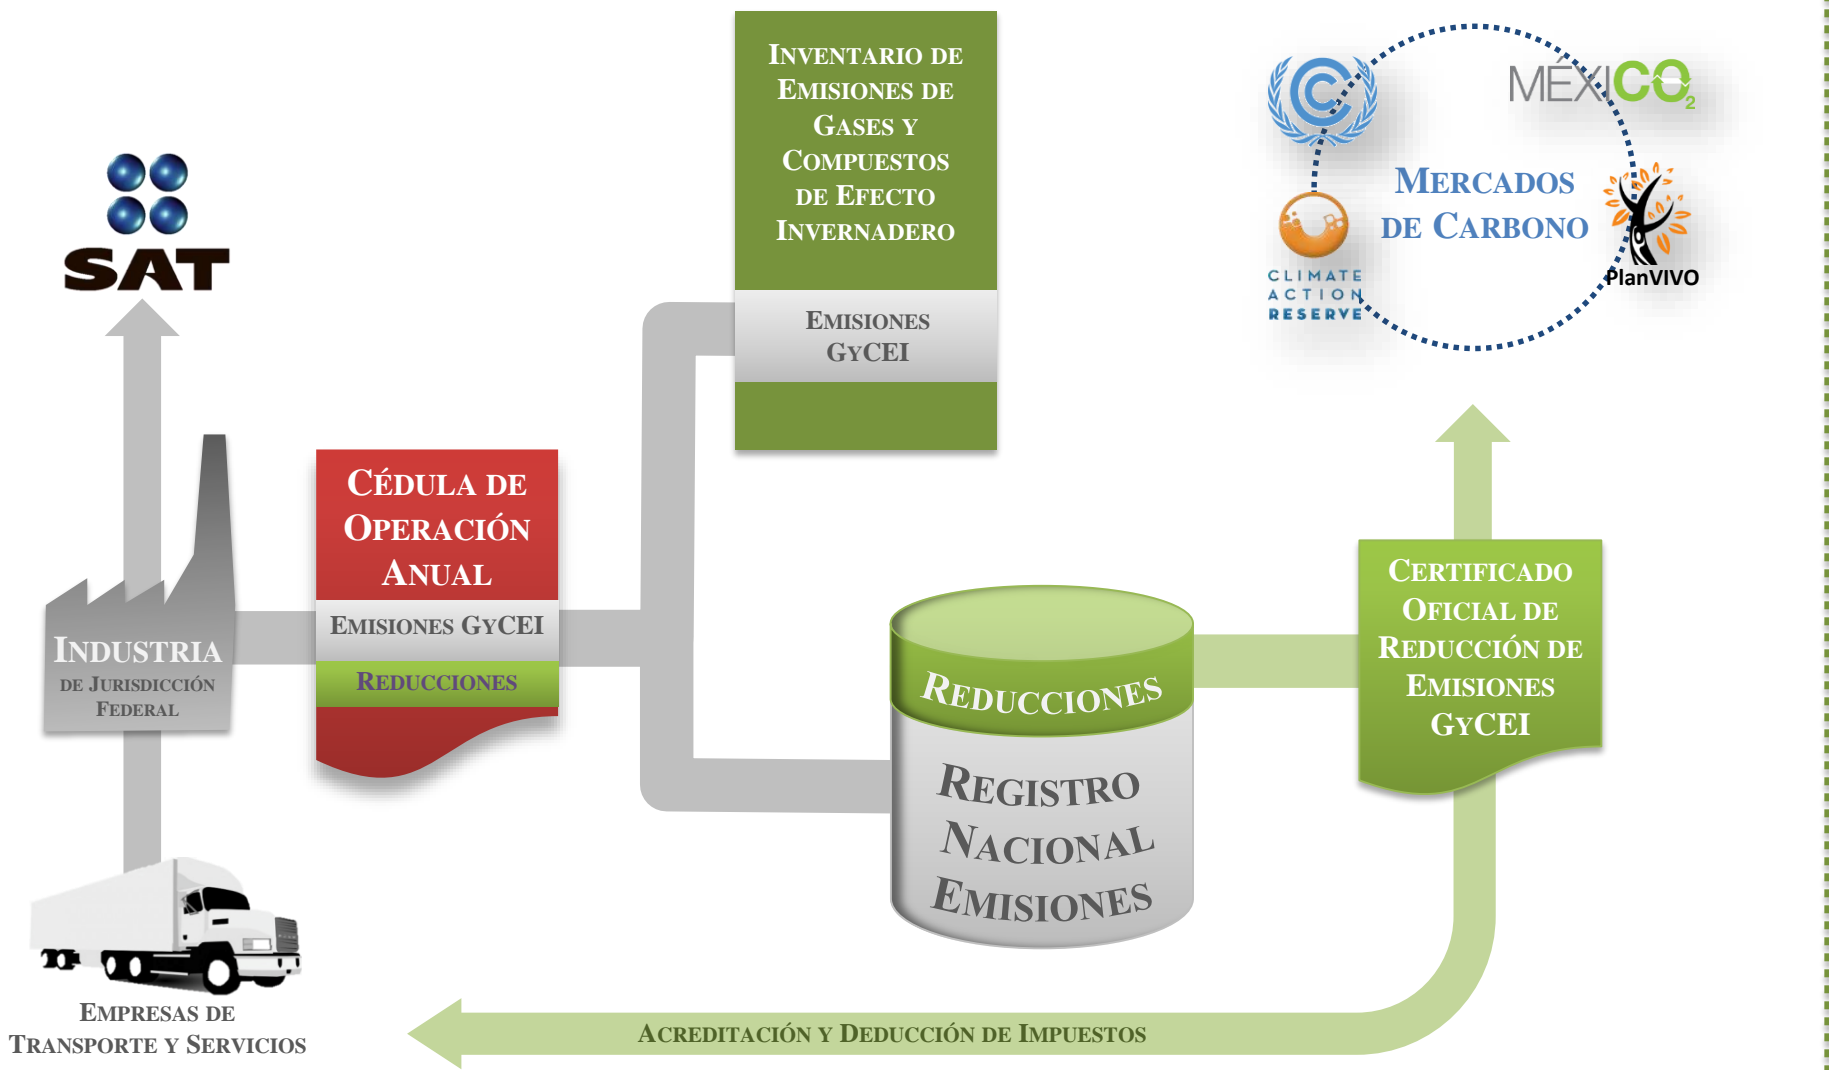 INVENTARIO DE
EMISIONES DE
GASES Y
COMPUESTOS
DE EFECTO
INVERNADERO
EMISIONES
GYCEI
MÉXICO2
MERCADOS
DE CARBONO
CLIMATE
ACTION
RESERVE
PlanVIVO
SAT
CÉDULA DE
OPERACIÓN
ANUAL
EMISIONES GYCEI
REDUCCIONES
INDUSTRIA
DE JURISDICCIÓN
FEDERAL
REDUCCIONES
REGISTRO
NACIONAL
EMISIONES
CERTIFICADO
OFICIAL DE
REDUCCIÓN DE
EMISIONES
GYCEI
EMPRESAS DE
TRANSPORTE Y SERVICIOS
ACREDITACIÓN Y DEDUCCIÓN DE IMPUESTOS